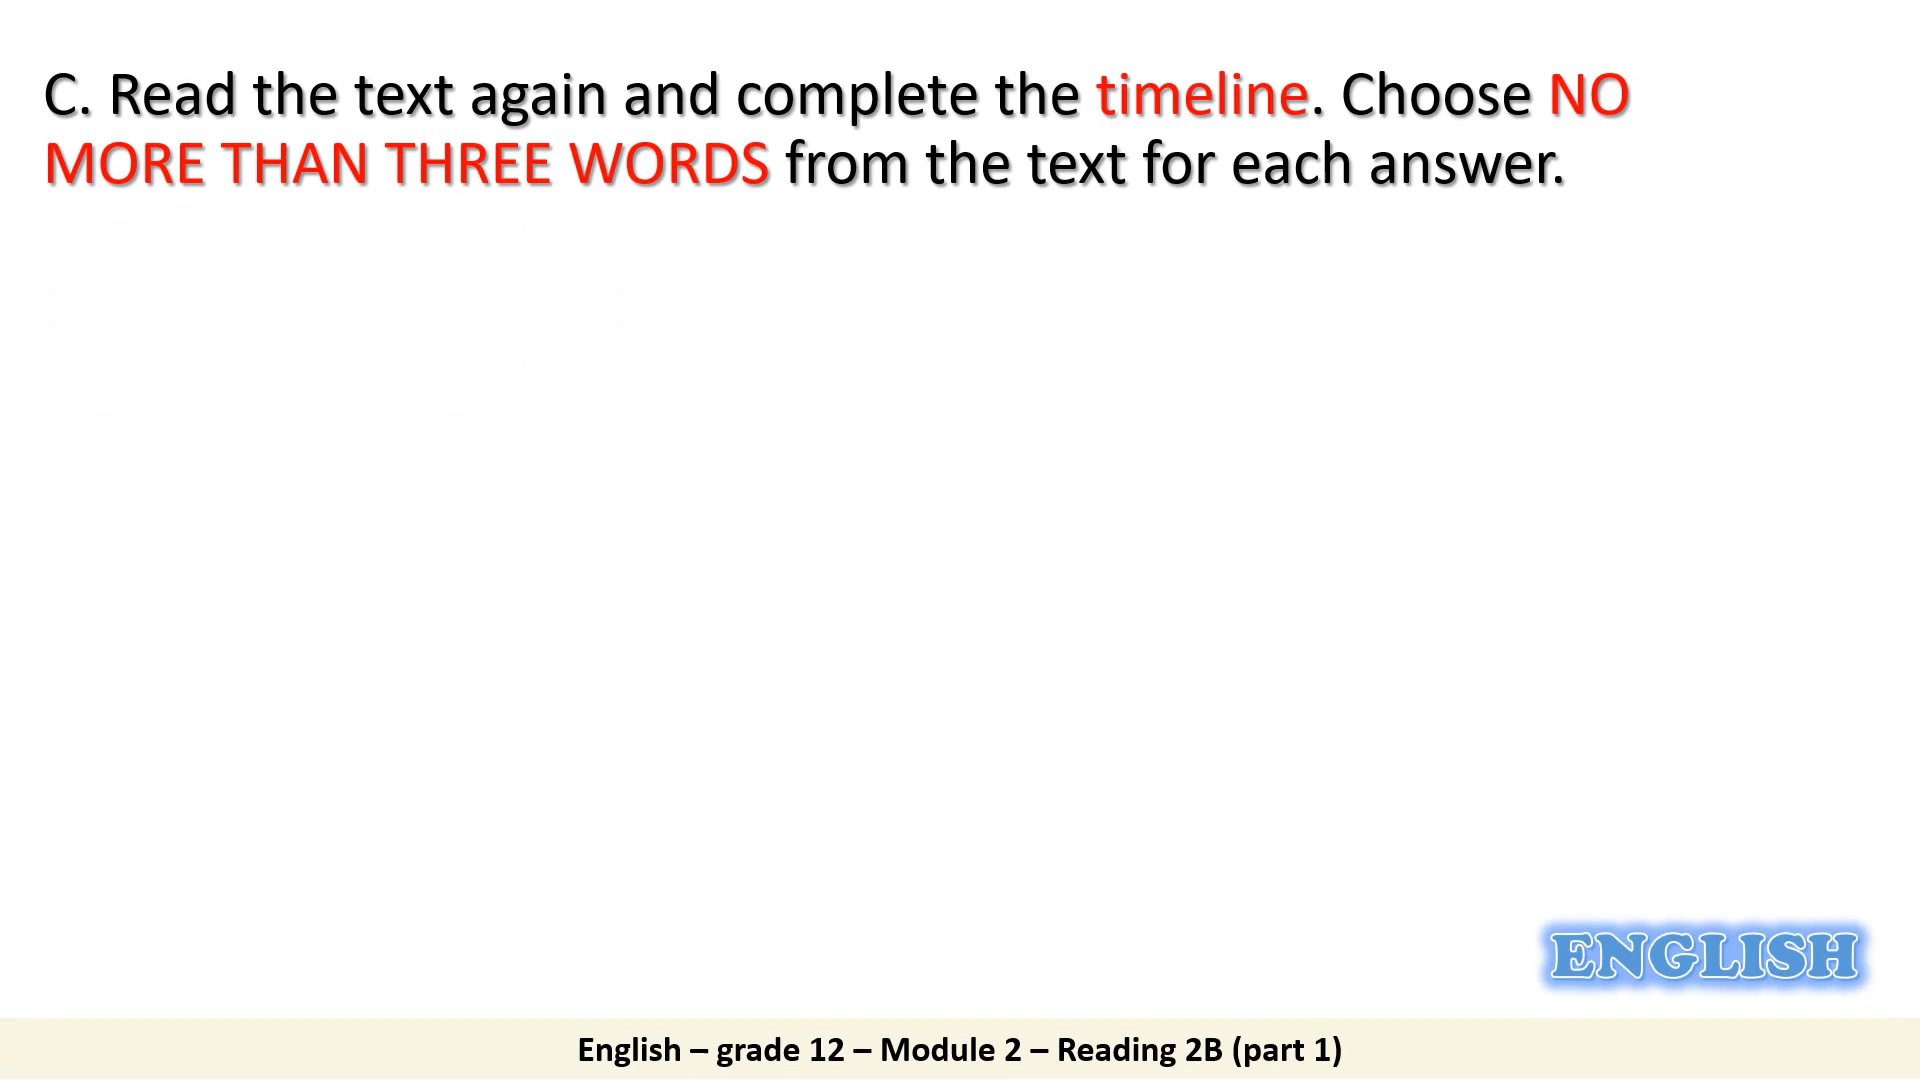 C. Read the text again and complete the timeline. Choose NO
MORE THAN THREE WORDS from the text for each answer.
ENGLISH
English – grade 12 – Module 2 – Reading 2B (part 1)